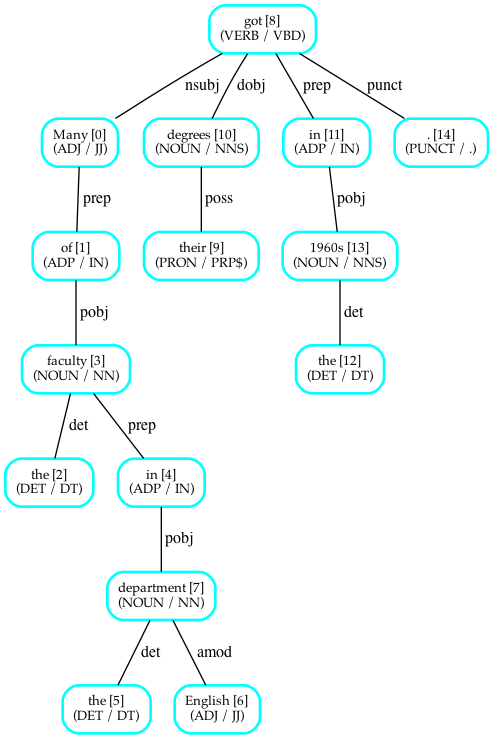 got [8]
(VERB / VBD)
nsubj
dobj
prep
punct
Many [0]
(ADJ / JJ)
degrees [10]
(NOUN / NNS)
in [11]
(ADP / IN)
. [14]
(PUNCT / .)
prep
poss
pobj
of [1]
(ADP / IN)
their [9]
(PRON / PRP$)
1960s [13]
(NOUN / NNS)
pobj
det
faculty [3]
(NOUN / NN)
the [12]
(DET / DT)
det
prep
the [2]
(DET / DT)
in [4]
(ADP / IN)
pobj
department [7]
(NOUN / NN)
det
amod
the [5]
(DET / DT)
English [6]
(ADJ / JJ)